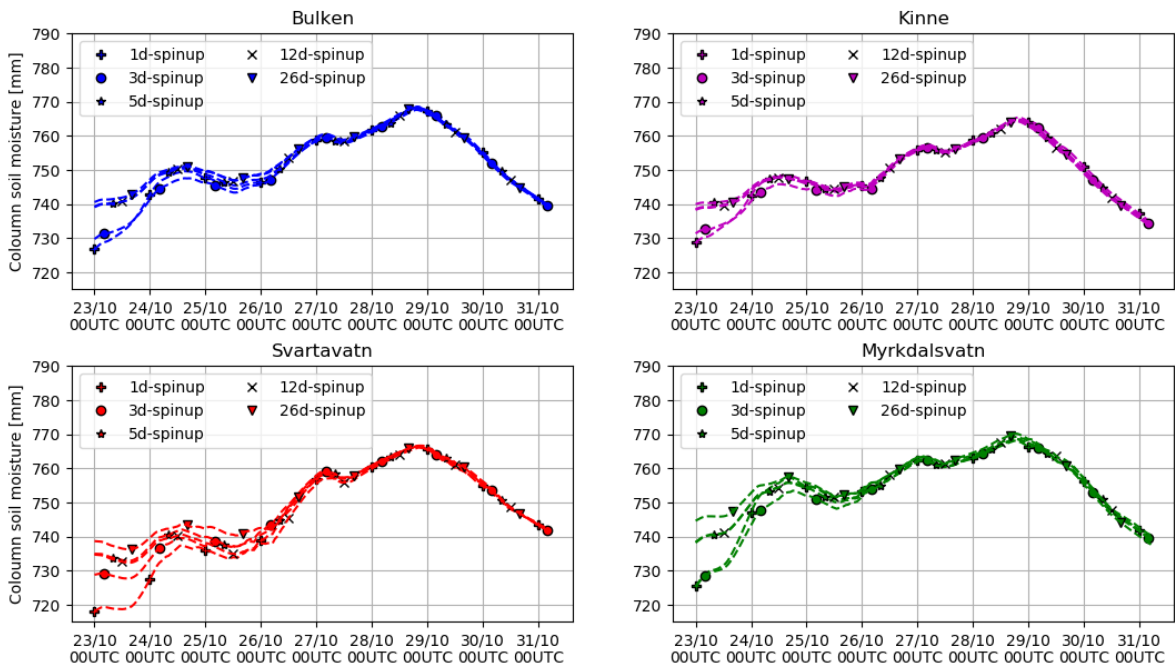 Bulken
790
780
770
760
750
740
730
720
Coloumn soil moisture [mm]
1d-spinup 12d-spinup
3d-spinup 26d-spinup
5d-spinup
23/10 24/10 25/10 26/10 27/10 28/10 29/10 30/10 31/10
00UTC 00UTC 00UTC 00UTC 00UTC 00UTC 00UTC 00UTC 00UTC
Kinne
790
780
770
760
750
740
730
720
1d-spinup 12d-spinup
3d-spinup 26d-spinup
5d-spinup
23/10 24/10 25/10 26/10 27/10 28/10 29/10 30/10 31/10
00UTC 00UTC 00UTC 00UTC 00UTC 00UTC 00UTC 00UTC 00UTC
Svartavatn
790
780
770
760
750
740
730
720
Coloumn soil moisture [mm]
1d-spinup 12d-spinup
3d-spinup 26d-spinup
5d-spinup
23/10 24/10 25/10 26/10 27/10 28/10 29/10 30/10 31/10
00UTC 00UTC 00UTC 00UTC 00UTC 00UTC 00UTC 00UTC 00UTC
Myrkdalsvatn
790
780
770
760
750
740
730
720
1d-spinup 12d-spinup
3d-spinup 26d-spinup
5d-spinup
23/10 24/10 25/10 26/10 27/10 28/10 29/10 30/10 31/10
00UTC 00UTC 00UTC 00UTC 00UTC 00UTC 00UTC 00UTC 00UTC